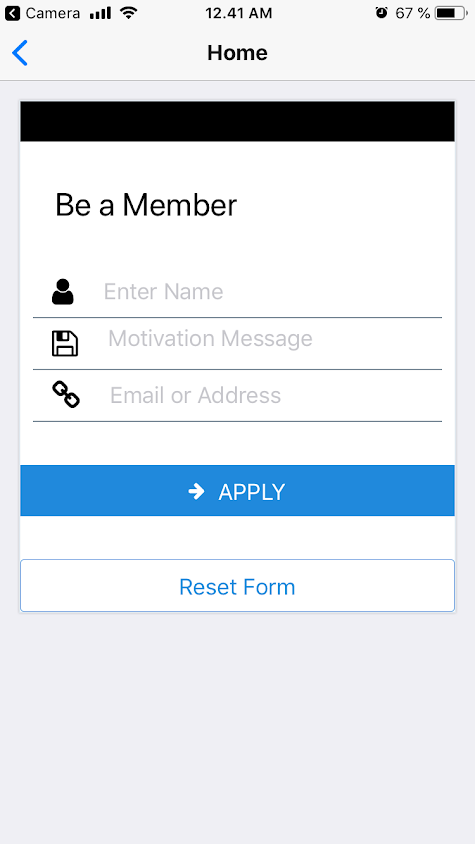 Camera 12.41 AM 67 %
Home
Be a Member
Enter Name
Motivation Message
Email or Address
APPLY
Reset Form